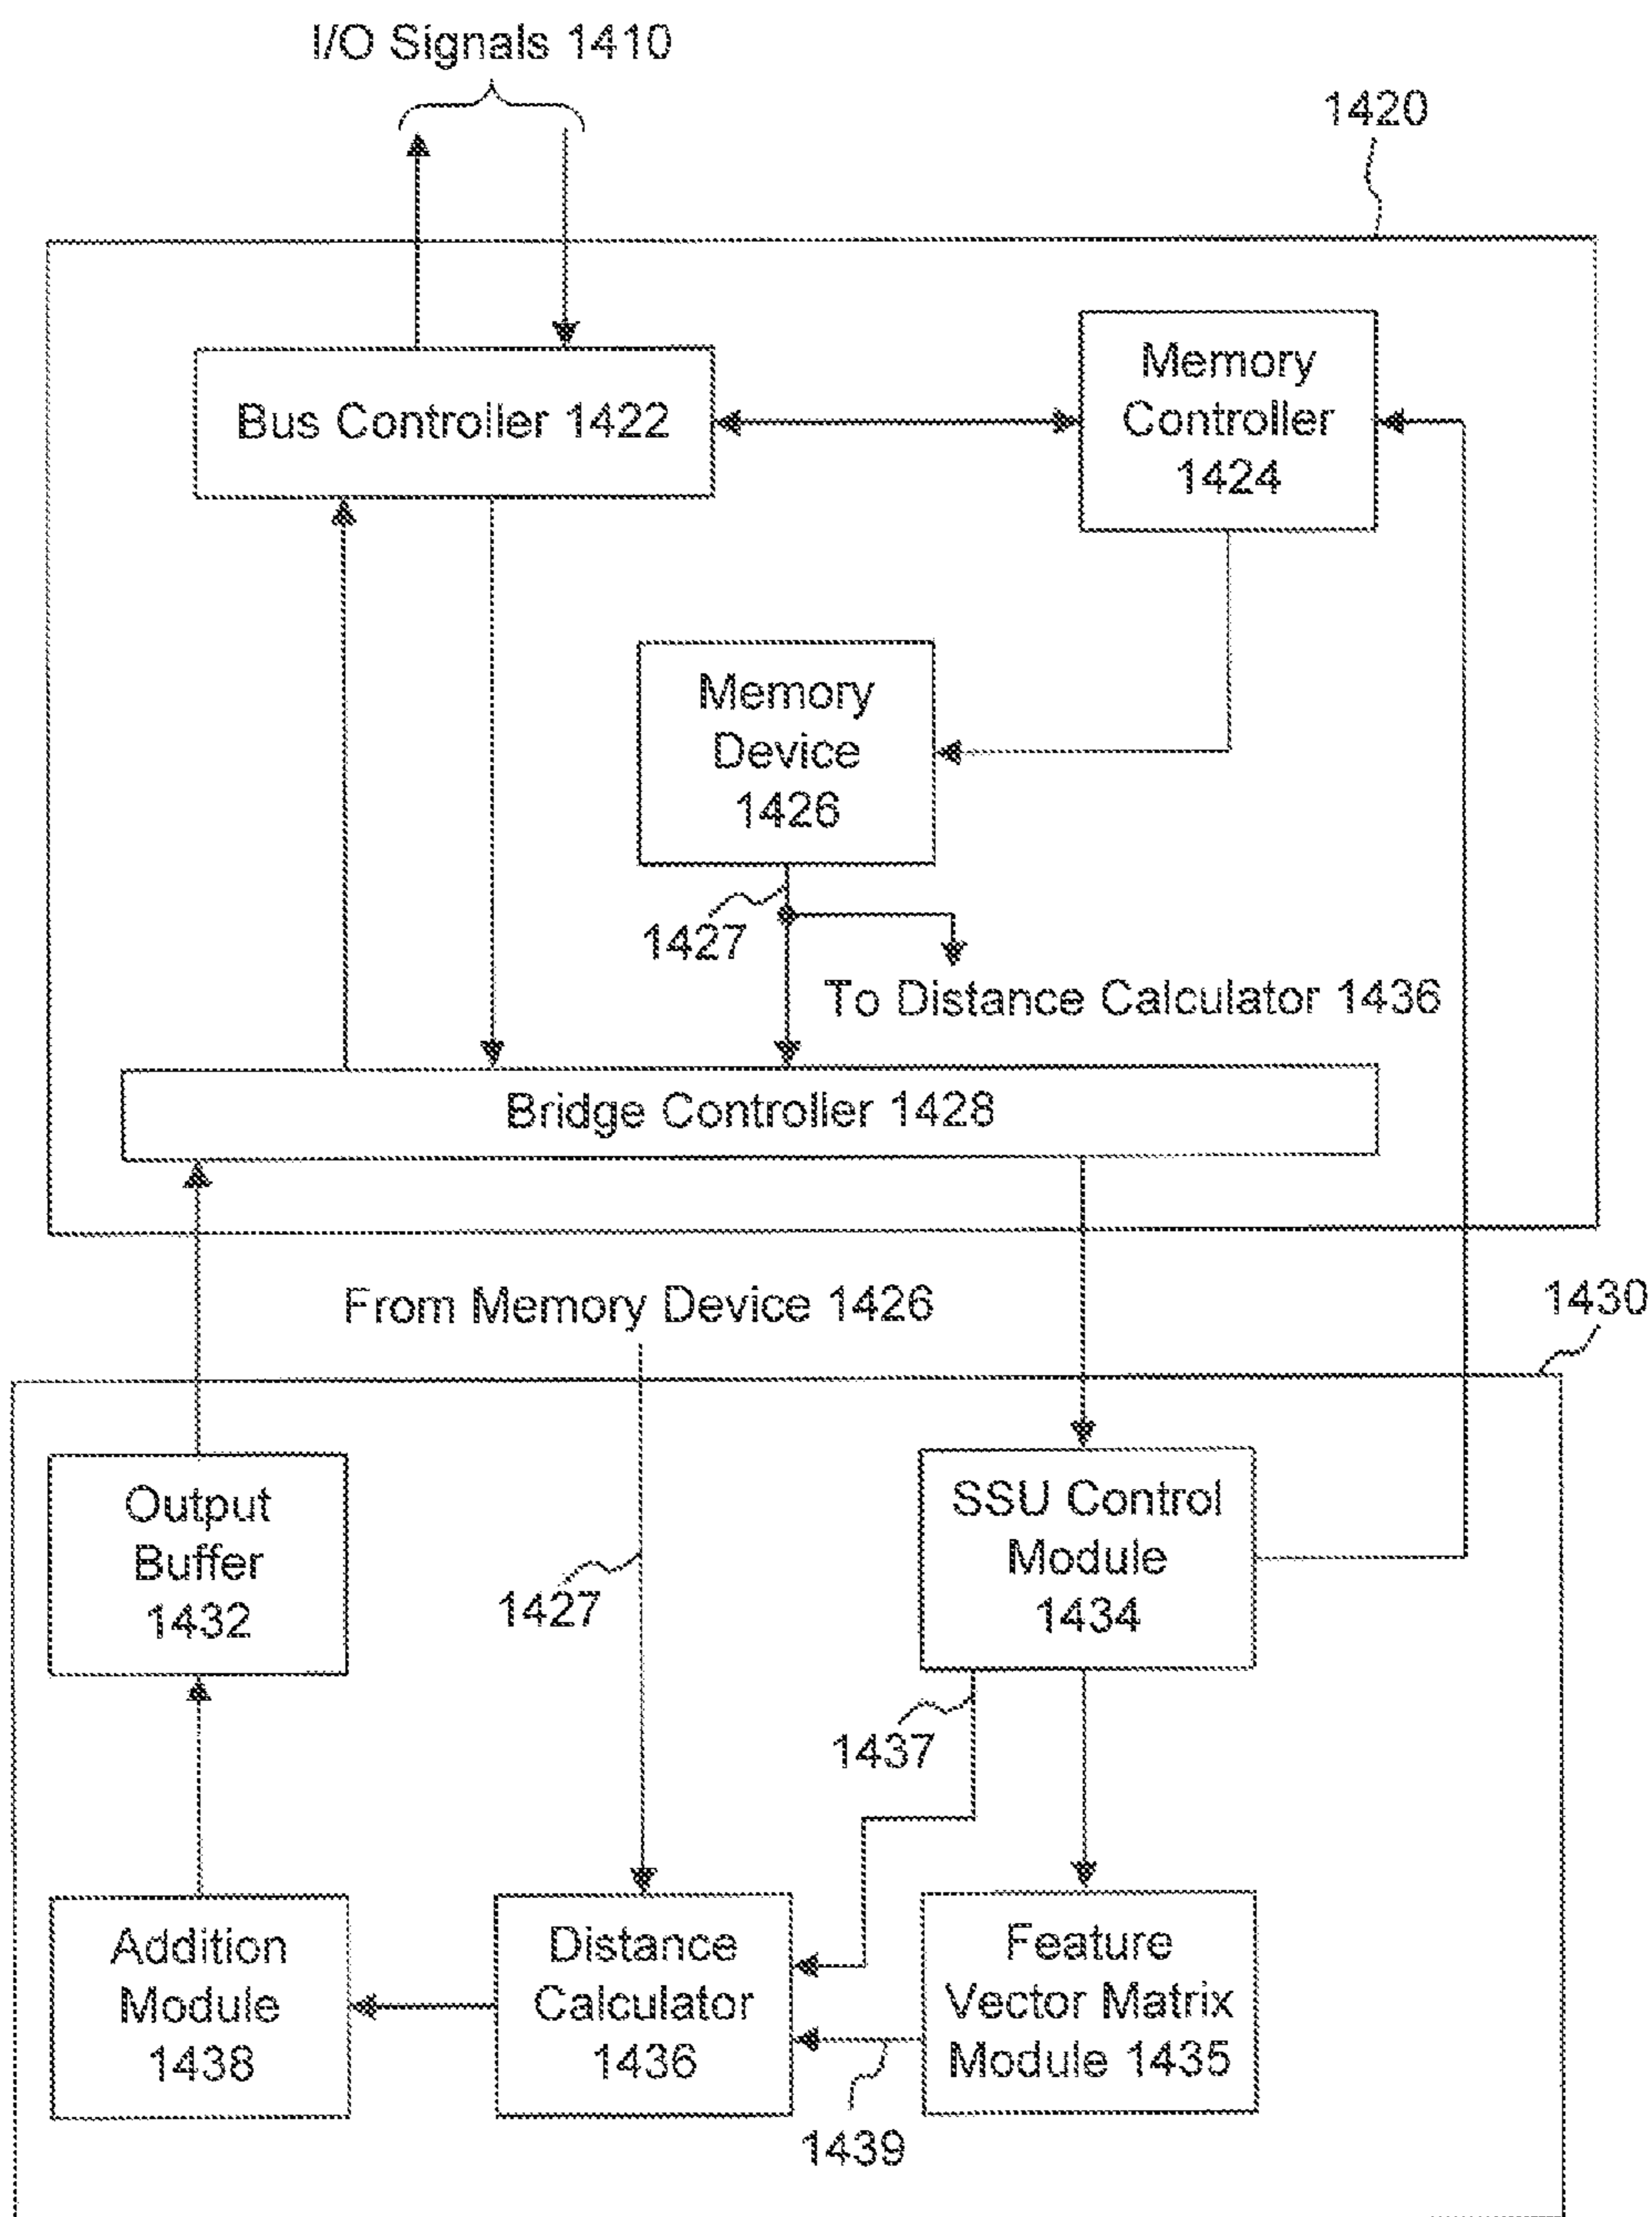 I/O Signals 1410
1420
Bus Controller 1422
Memory
Controller
1424
Memory
Device
1426
1427
To Distance Calculator 1436
Bridge Controller 1428
From Memory Device 1426
1430
Output
Buffer
1432
SSU Control
Module
1434
1427
1437
Addition
Module
1438
Distance
Calculator
1436
Feature
Vector Matrix
Module 1435
1439